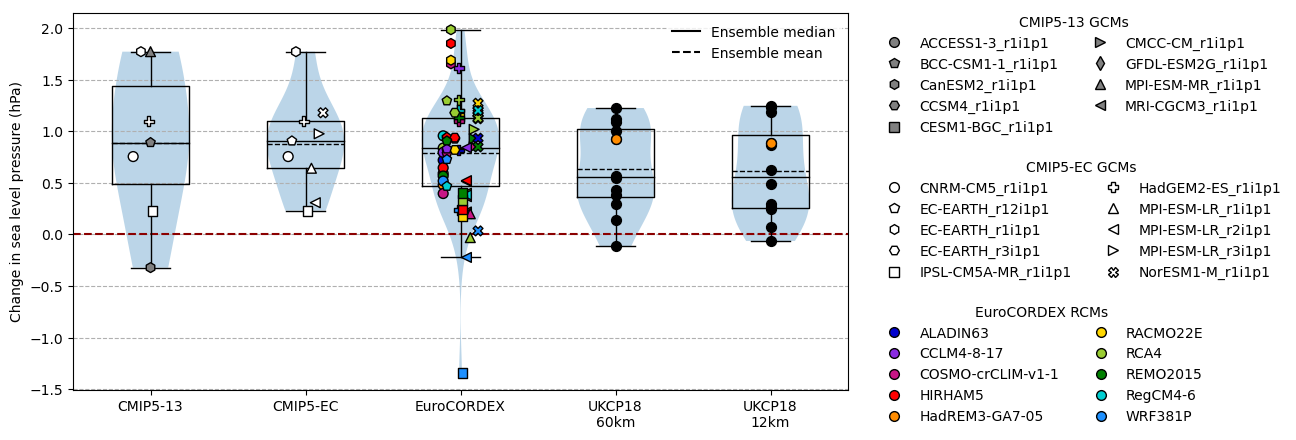 Change in sea level pressure (hPa)
2.0
1.5
1.0
0.5
0.0
−0.5
−1.0
−1.5
Ensemble median
Ensemble mean
CMIP5-13
CMIP5-EC
EuroCORDEX
UKCP18
60km
UKCP18
12km
CMIP5-13 GCMs
ACCESS1-3_r1i1p1
BCC-CSM1-1_r1i1p1
CanESM2_r1i1p1
CCSM4_r1i1p1
CESM1-BGC_r1i1p1
CMCC-CM_r1i1p1
GFDL-ESM2G_r1i1p1
MPI-ESM-MR_r1i1p1
MRI-CGCM3_r1i1p1
CMIP5-EC GCMs
CNRM-CM5_r1i1p1
EC-EARTH_r12i1p1
EC-EARTH_r1i1p1
EC-EARTH_r3i1p1
IPSL-CM5A-MR_r1i1p1
HadGEM2-ES_r1i1p1
MPI-ESM-LR_r1i1p1
MPI-ESM-LR_r2i1p1
MPI-ESM-LR_r3i1p1
NorESM1-M_r1i1p1
EuroCORDEX RCMs
ALADIN63
CCLM4-8-17
COSMO-crCLIM-v1-1
HIRHAM5
HadREM3-GA7-05
RACMO22E
RCA4
REMO2015
RegCM4-6
WRF381P